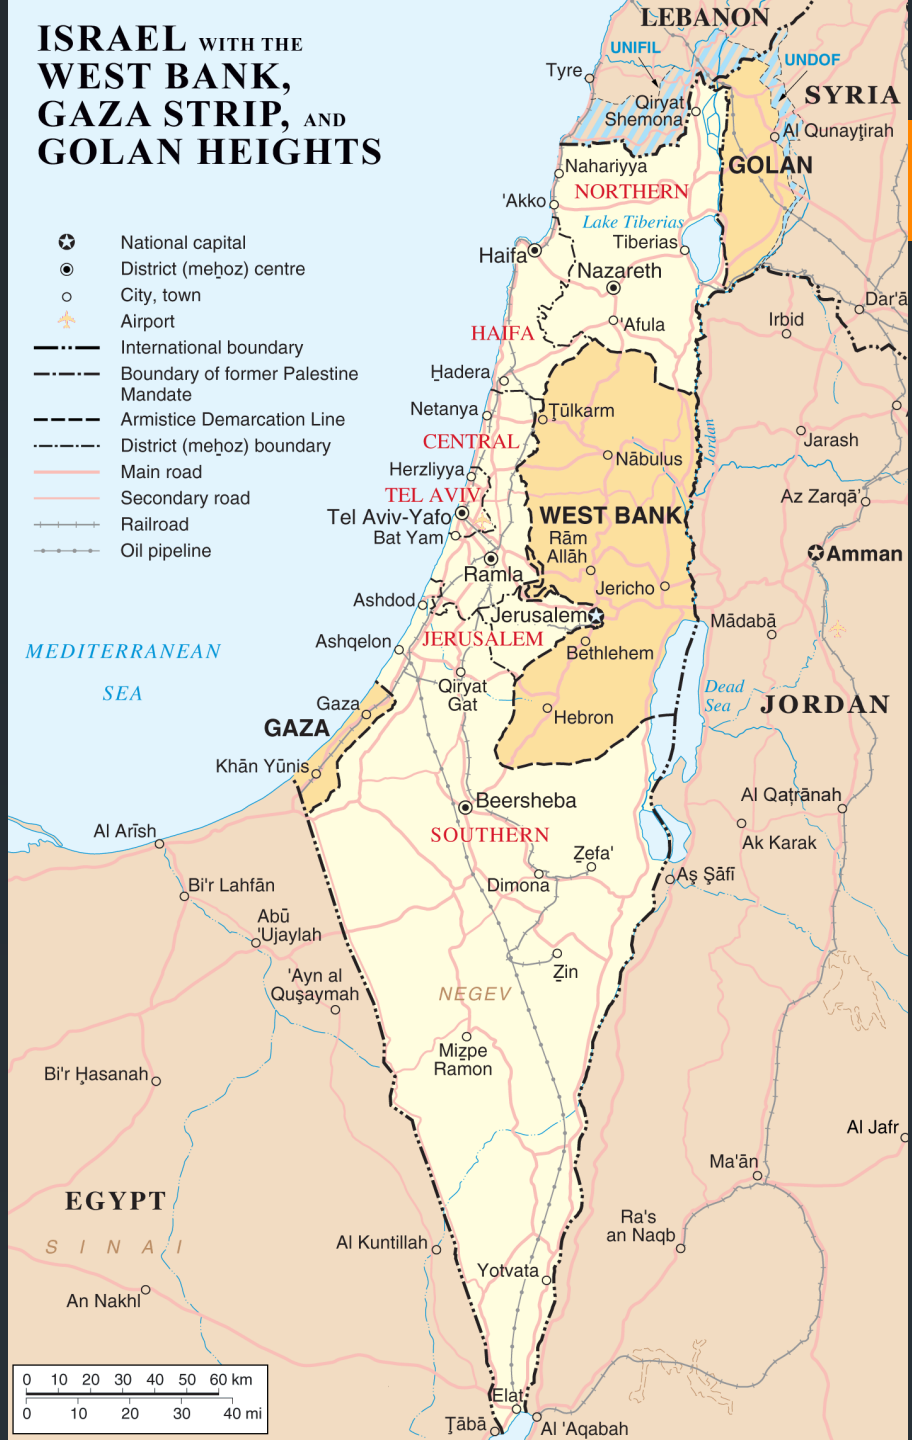 ISRAEL WITH THE
WEST BANK,
GAZA STRIP, AND
GOLAN HEIGHTS
National capital
District (meẖoz) centre
City, town
Airport
International boundary
Boundary of former Palestine
Mandate
Armistice Demarcation Line
District (meẖoz) boundary
Main road
Secondary road
Railroad
Oil pipeline
LEBANON
UNIFIL
UNDOF
Tyre
SYRIA
Qiryat
Shemona
Al Qunayţirah
GOLAN
Nahariyya
NORTHERN
'Akko
Lake Tiberias
Tiberias
Haifa
Nazareth
Dar'ā
Irbid
'Afula
HAIFA
H̱adera
Netanya
Ţūlkarm
Jordan
CENTRAL
Jarash
Nābulus
Herzliyya
TEL AVIV
Az Zarqā'
Tel Aviv-Yafo
WEST BANK
Bat Yam
Rām
Allāh
Amman
Ramla
Jericho
Ashdod
Jerusalem
Mādabā
Ashqelon
JERUSALEM
Bethlehem
MEDITERRANEAN
SEA
Qiryat
Gat
Dead
Sea
JORDAN
Gaza
Hebron
GAZA
Khān Yūnis
Beersheba
Al Qaţrānah
Al Arīsh
SOUTHERN
Ak Karak
Ẕefa'
Dimona
Aş Şāfī
Bi'r Lahfān
Abū
'Ujaylah
Ẕin
'Ayn al
Quşaymah
NEGEV
Miẕpe
Ramon
Bi'r Ḩasanah
Al Jafr
Ma'ān
EGYPT
Ra's
an Naqb
SINAI
Al Kuntillah
Yotvata
An Nakhl
0 10 20 30 40 50 60 km
0 10 20 30 40 mi
Elat
Ţābā
Al 'Aqabah